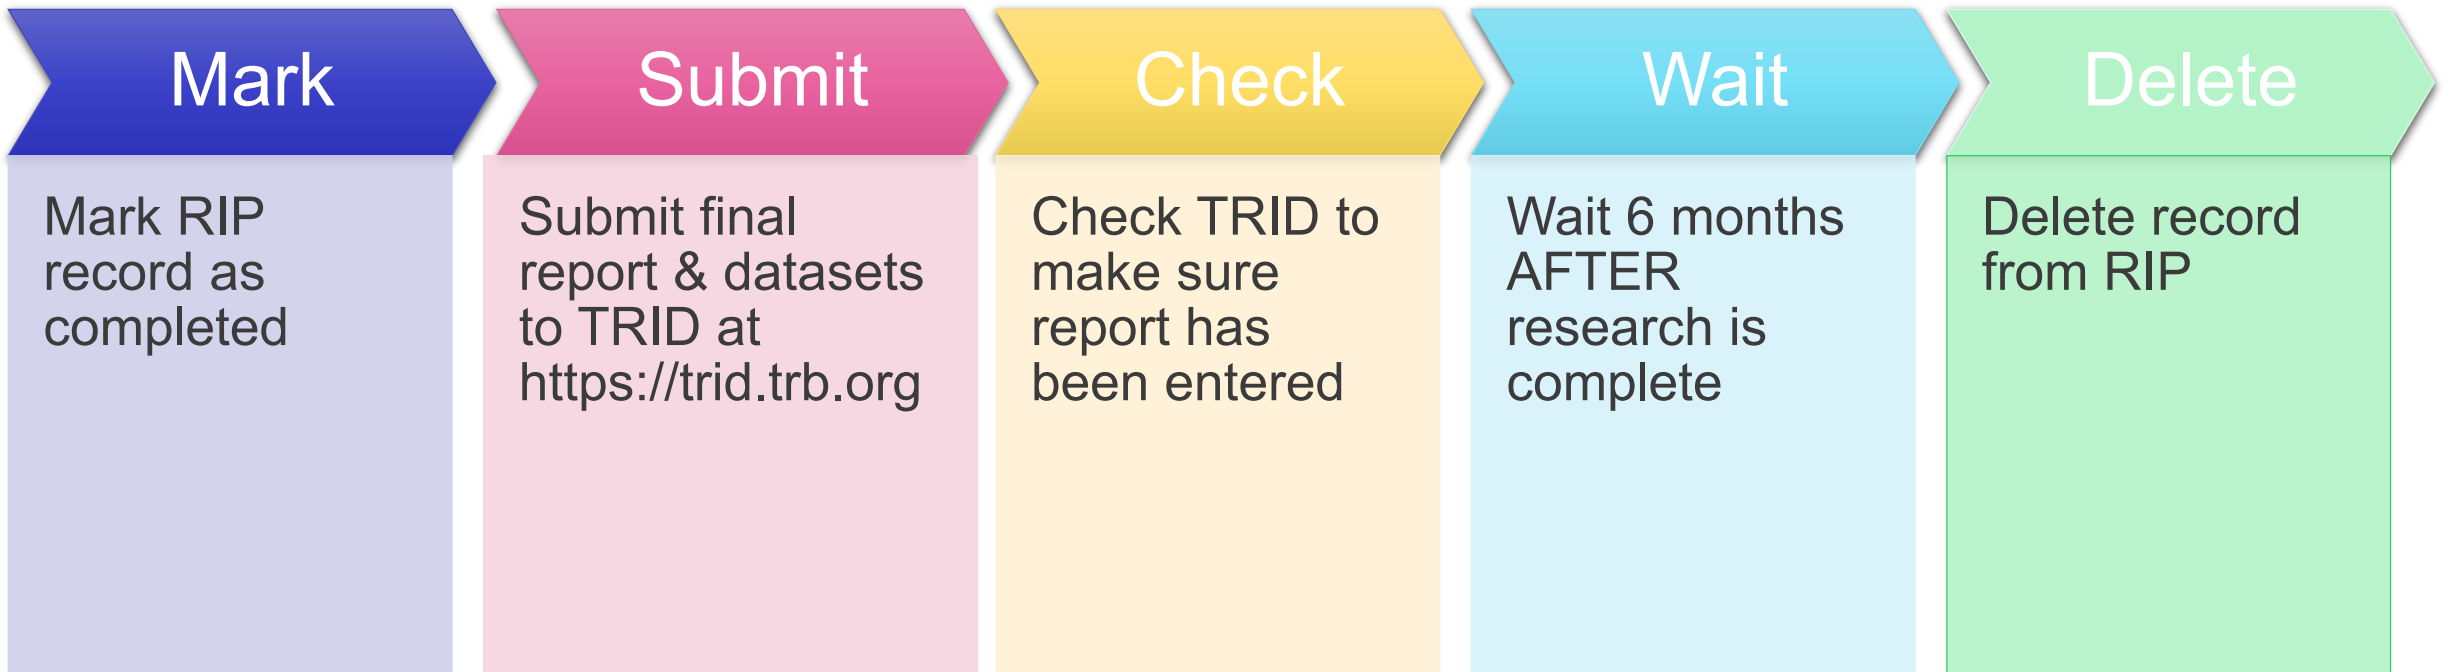 Mark
Mark RIP
record as
completed
Submit
Submit final
report & datasets
to TRID at
https://trid.trb.org
Check
Check TRID to
make sure
report has
been entered
Wait
Wait 6 months
AFTER
research is
complete
Delete
Delete record
from RIP